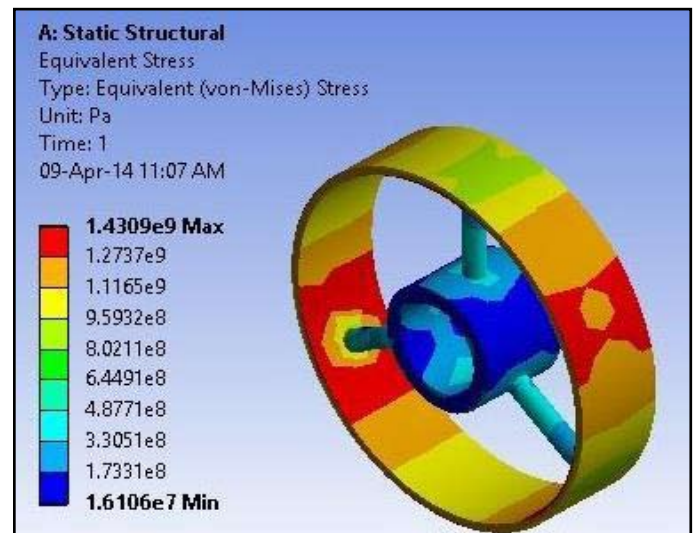 A: Static Structural
Equivalent Stress
Type: Equivalent (von-Mises) Stress
Unit: Pa
Time: 1
09-Apr-14 11:07 AM
1.4309e9 Max
1.2737e9
1.1165e9
9.5932e8
8.0211e8
6.4491e8
4.8771e8
3.3051e8
1.7331e8
1.6106e7 Min